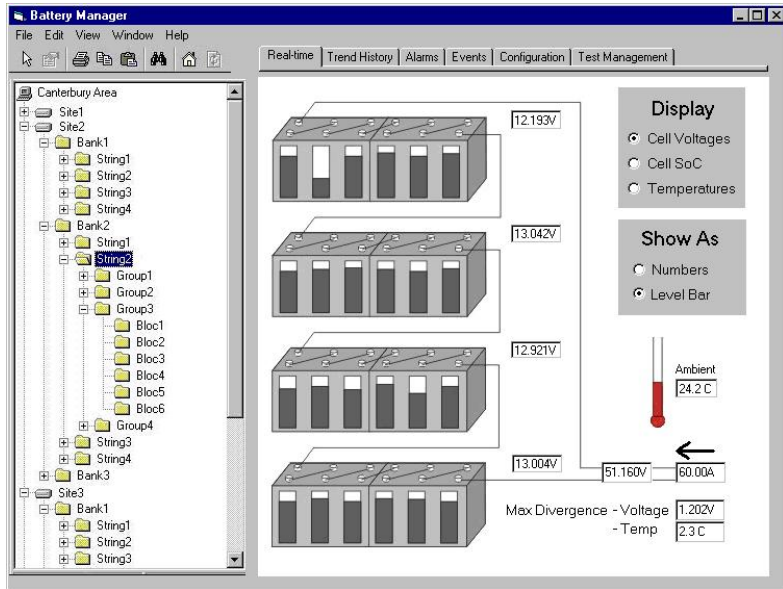 Battery Manager
File Edit View Window Help
Real-time Trend History Alarms Events Configuration Test Management
Canterbury Area
Site1
Site2
Bank1
String1
String2
String3
String4
Bank2
String1
String2
Group1
Group2
Group3
Bloc1
Bloc2
Bloc3
Bloc4
Bloc5
Bloc6
Group4
String3
String4
Bank3
Site3
Bank1
String1
String2
String3
12.193V
13.042V
12.921V
13.004V
Display
Cell Voltages
Cell SoC
Temperatures
Show As
Numbers
Level Bar
Ambient
24.2 C
51.160V 60.00A
Max Divergence - Voltage 1.202V
- Temp 2.3 C